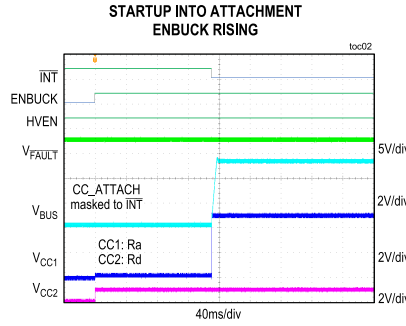 STARTUP INTO ATTACHMENT
ENBUCK RISING
toc02
INT
ENBUCK
HVEN
VFAULT
5V/div
CC_ATTACH
masked to INT
2V/div
VBUS
CC1: Ra
CC2: Rd
VCC1
2V/div
VCC2
2V/div
40ms/div